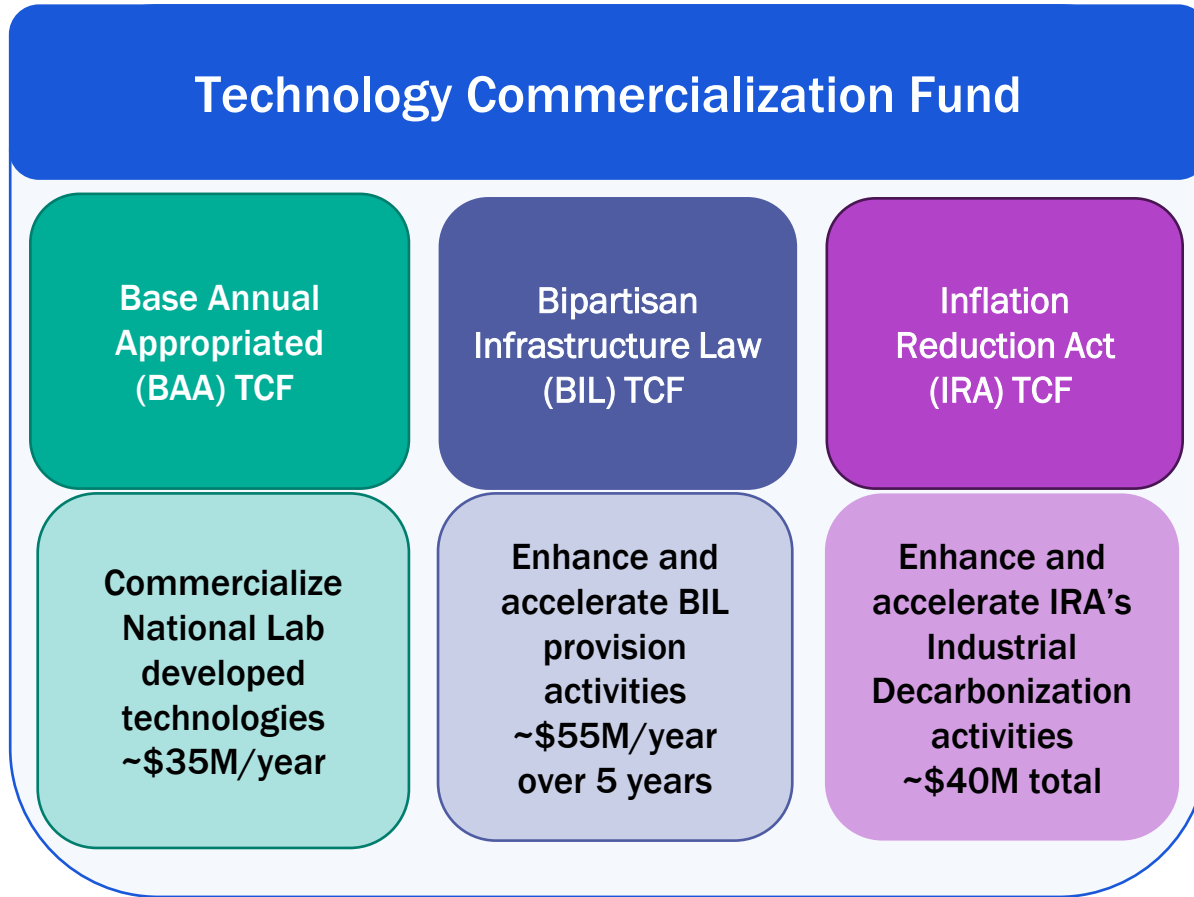 Technology Commercialization Fund
Base Annual
Appropriated
(BAA) TCF
Bipartisan
Infrastructure Law
(BIL) TCF
Inflation
Reduction Act
(IRA) TCF
Commercialize
National Lab
developed
technologies
~$35M/year
Enhance and
accelerate BIL
provision
activities
~$55M/year
over 5 years
Enhance and
accelerate IRA’s
Industrial
Decarbonization
activities
~$40M total